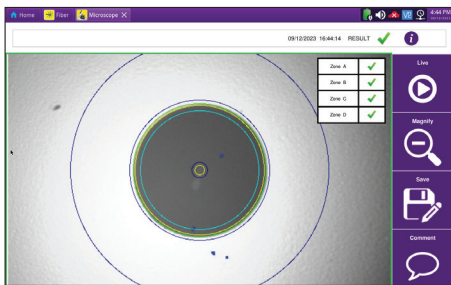 Home Fiber Microscope X
4:44 PM
09/12/2023 16:44:14 RESULT
Zone A
Zone B
Zone C
Zone D
Live
Magnify
Save
Comment